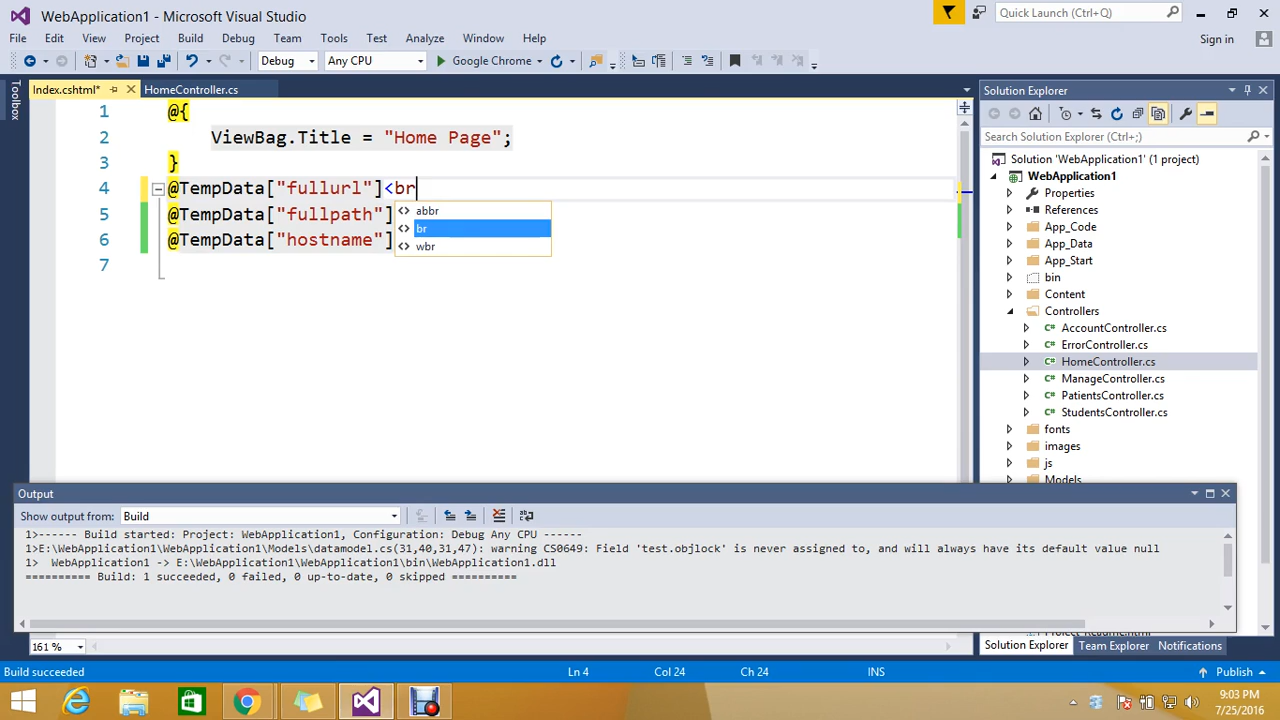 WebApplication1 - Microsoft Visual Studio
Quick Launch (Ctrl+Q)
File Edit View Project Build Debug Team Tools Test Analyze Window Help
Sign in
Debug Any CPU Google Chrome
Toolbox
Index.cshtml* HomeController.cs
1 @{
2 ViewBag.Title = "Home Page";
3 }
4 @TempData["fullurl"]<br
5 @TempData["fullpath"]
6 @TempData["hostname"]
7
abbr
br
wbr
161 %
Solution Explorer
Search Solution Explorer (Ctrl+;)
Solution 'WebApplication1' (1 project)
WebApplication1
Properties
References
App_Code
App_Data
App_Start
bin
Content
Controllers
AccountController.cs
ErrorController.cs
HomeController.cs
ManageController.cs
PatientsController.cs
StudentsController.cs
fonts
images
js
Models
Project_Readme.html
Solution Explorer Team Explorer Notifications
Output
Show output from: Build
1>------ Build started: Project: WebApplication1, Configuration: Debug Any CPU ------
1>E:\WebApplication1\WebApplication1\Models\datamodel.cs(31,40,31,47): warning CS0649: Field 'test.objlock' is never assigned to, and will always have its default value null
1> WebApplication1 -> E:\WebApplication1\WebApplication1\bin\WebApplication1.dll
========== Build: 1 succeeded, 0 failed, 0 up-to-date, 0 skipped ==========
Build succeeded Ln 4 Col 24 Ch 24 INS Publish
9:03 PM
7/25/2016